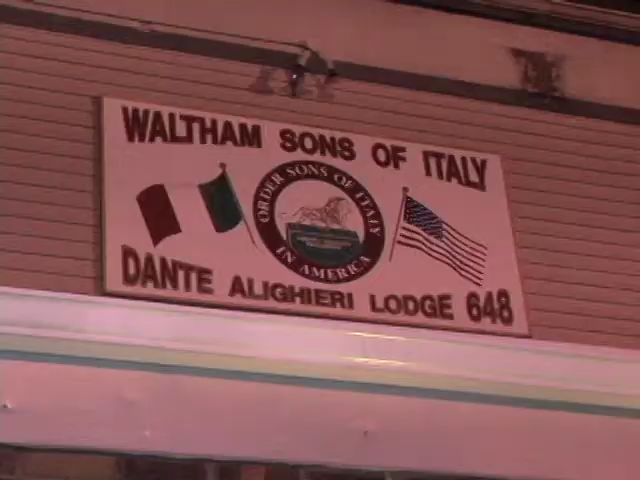 WALTHAM SONS OF ITALY
ORDER SONS OF ITALY
IN AMERICA
DANTE ALIGHIERI LODGE 648